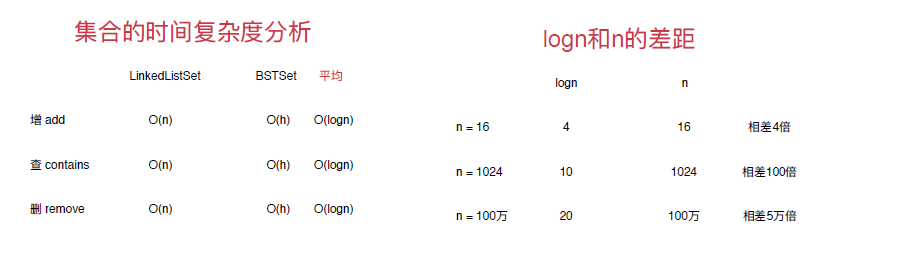 集合的时间复杂度分析
LinkedListSet BSTSet 平均
增 add O(n) O(h) O(logn)
查 contains O(n) O(h) O(logn)
删 remove O(n) O(h) O(logn)
logn和n的差距
logn n
n = 16 4 16 相差4倍
n = 1024 10 1024 相差100倍
n = 100万 20 100万 相差5万倍